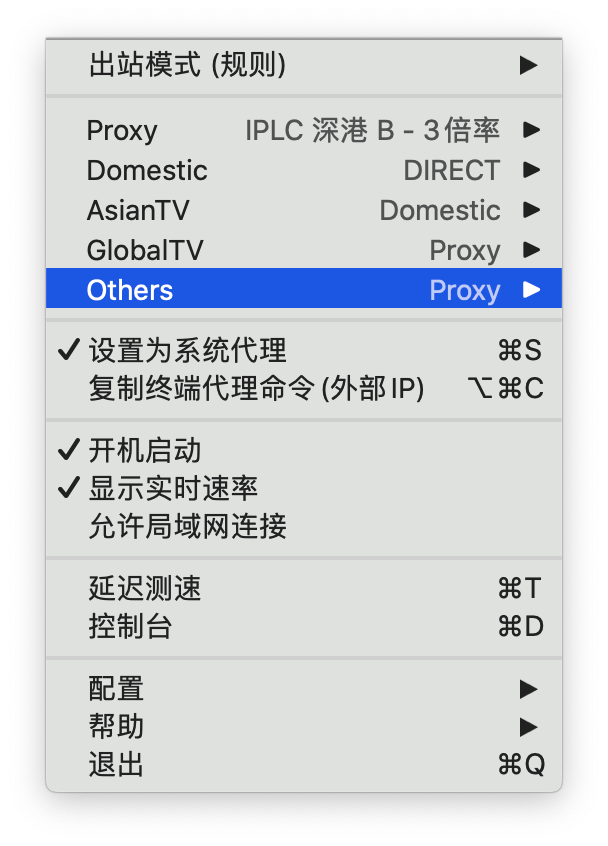 出站模式 (规则) ▶
Proxy IPLC 深港 B - 3倍率 ▶
Domestic DIRECT ▶
AsianTV Domestic ▶
GlobalTV Proxy ▶
Others Proxy ▶
✓ 设置为系统代理 ⌘S
复制终端代理命令 (外部 IP) ⌥⌘C
✓ 开机启动
✓ 显示实时速率
允许局域网连接
延迟测速 ⌘T
控制台 ⌘D
配置 ▶
帮助 ▶
退出 ⌘Q